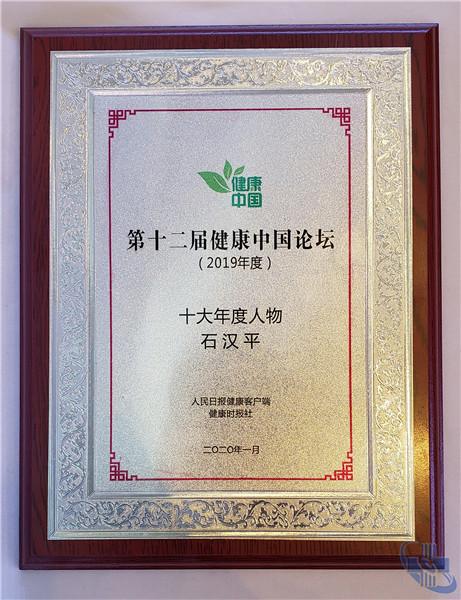 健康
中国
第十二届健康中国论坛
（2019年度）
十大年度人物
石汉平
人民日报健康客户端
健康时报社
二〇二〇年一月